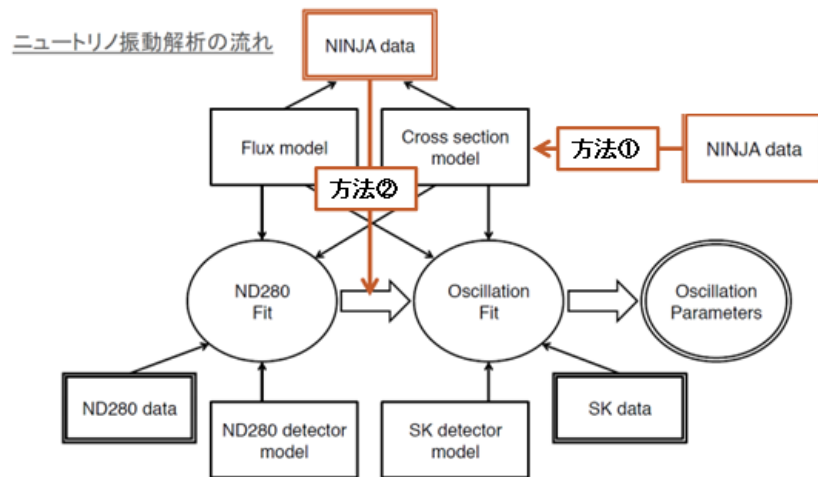 ニュートリノ振動解析の流れ
NINJA data
Flux model
Cross section
model
方法①
NINJA data
方法②
ND280
Fit
Oscillation
Fit
Oscillation
Parameters
ND280 data
ND280 detector
model
SK detector
model
SK data